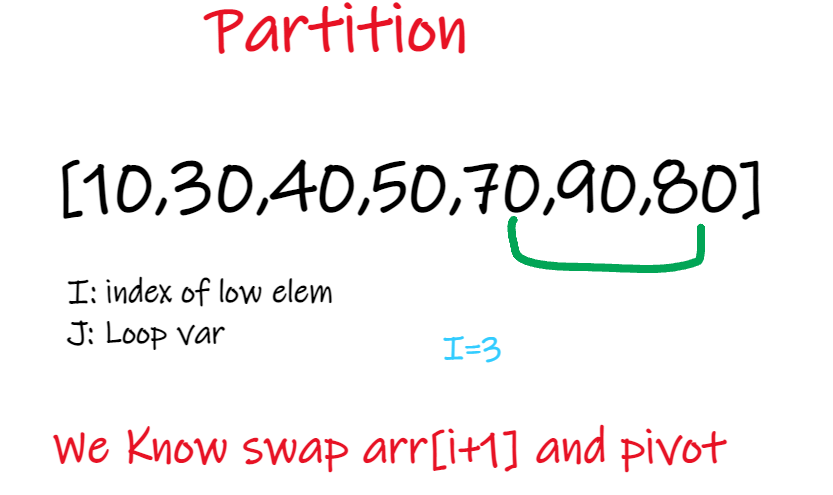 Partition
[10,30,40,50,70,90,80]
I: index of low elem
J: Loop var
I=3
We Know swap arr[i+1] and pivot